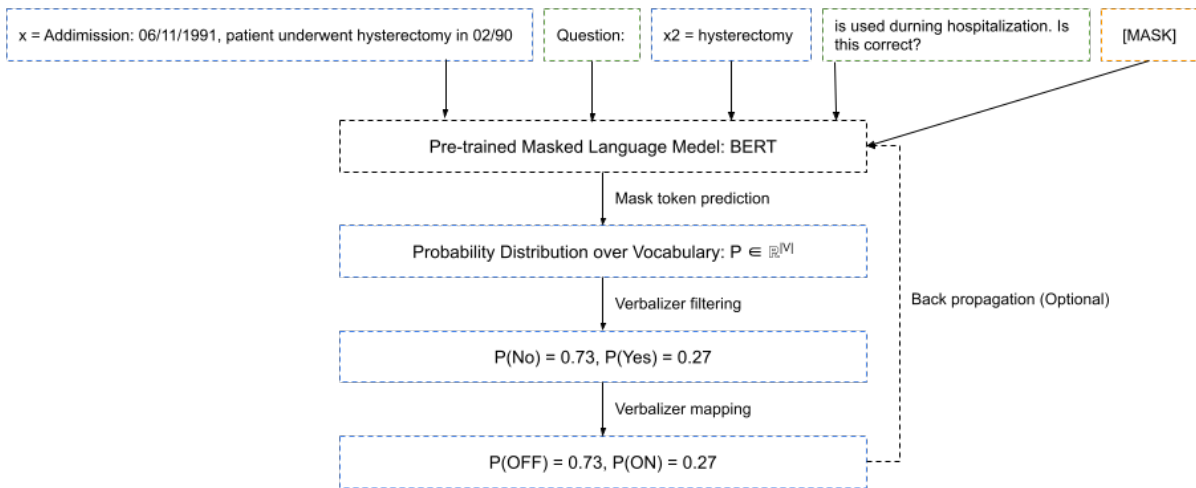 x = Addimission: 06/11/1991, patient underwent hysterectomy in 02/90
Question:
x2 = hysterectomy
is used durning hospitalization. Is
this correct?
[MASK]
Pre-trained Masked Language Medel: BERT
Mask token prediction
Probability Distribution over Vocabulary: P ∈ ℝ^|V|
Verbalizer filtering
Back propagation (Optional)
P(No) = 0.73, P(Yes) = 0.27
Verbalizer mapping
P(OFF) = 0.73, P(ON) = 0.27